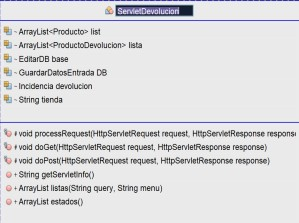 ServletDevolucion
~ ArrayList<Producto> list
~ ArrayList<ProductoDevolucion> lista
~ EditarDB base
~ GuardarDatosEntrada DB
~ Incidencia devolucion
~ String tienda
# void processRequest(HttpServletRequest request, HttpServletResponse respons
# void doGet(HttpServletRequest request, HttpServletResponse response)
# void doPost(HttpServletRequest request, HttpServletResponse response)
+ String getServletInfo()
+ ArrayList listas(String query, String menu)
+ ArrayList estados()